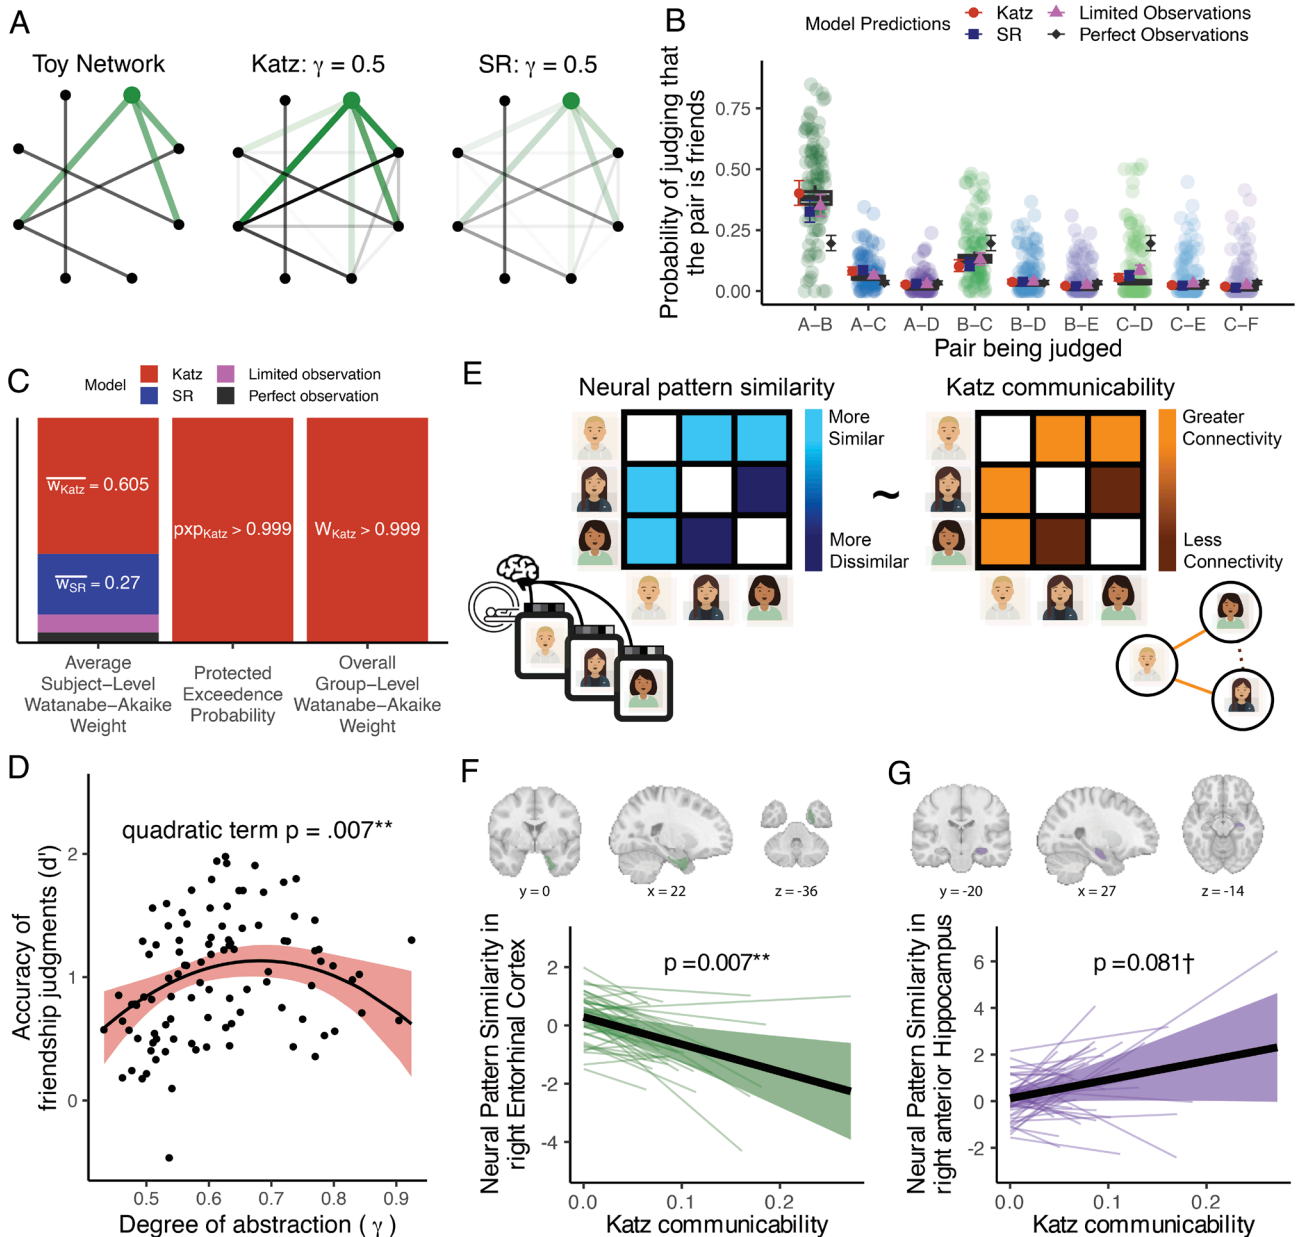 A
Toy Network
Katz: γ = 0.5
SR: γ = 0.5
B
Model Predictions
Katz
SR
Limited Observations
Perfect Observations
Probability of judging that
the pair is friends
0.75
0.50
0.25
0.00
A−B
A−C
A−D
B−C
B−D
B−E
C−D
C−E
C−F
Pair being judged
C
Model
Katz
SR
Limited observation
Perfect observation
w̅Katz = 0.605
w̅SR = 0.27
pxpKatz > 0.999
WKatz > 0.999
Average
Subject−Level
Watanabe−Akaike
Weight
Protected
Exceedence
Probability
Overall
Group−Level
Watanabe−Akaike
Weight
E
Neural pattern similarity
More
Similar
More
Dissimilar
~
Katz communicability
Greater
Connectivity
Less
Connectivity
D
quadratic term p = .007**
Accuracy of
friendship judgments (d')
2
1
0
0.5
0.6
0.7
0.8
0.9
Degree of abstraction ( γ )
F
y = 0
x = 22
z = -36
p =0.007**
Neural Pattern Similarity in
right Entorhinal Cortex
2
0
-2
-4
0.0
0.1
0.2
Katz communicability
G
y = -20
x = 27
z = -14
p =0.081†
Neural Pattern Similarity in
right anterior Hippocampus
6
4
2
0
-2
0.0
0.1
0.2
Katz communicability